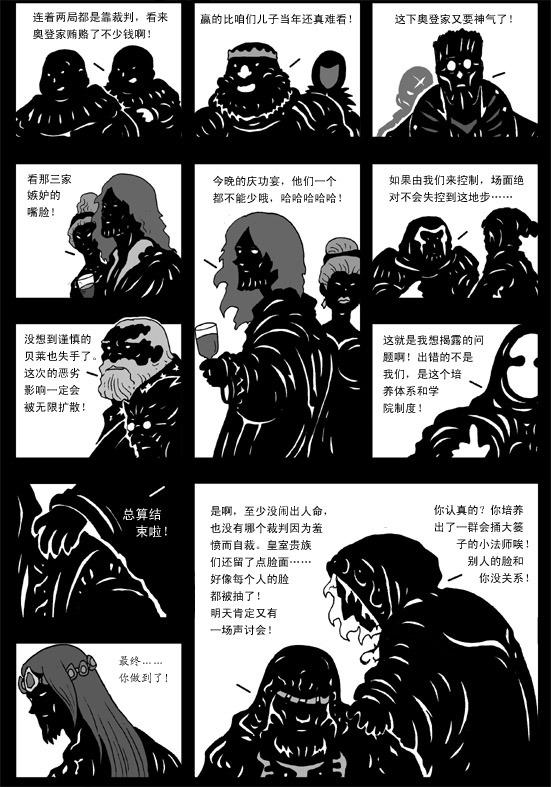 连着两局都是靠裁判，看来
奥登家贿赂了不少钱啊！
赢的比咱们儿子当年还真难看！
这下奥登家又要神气了！
看那三家
嫉妒的
嘴脸！
今晚的庆功宴，他们一个
都不能少哦，哈哈哈哈哈！
如果由我们来控制，场面绝
对不会失控到这地步……
没想到谨慎的
贝莱也失手了。
这次的恶劣
影响一定会
被无限扩散！
这就是我想揭露的问
题啊！出错的不是
我们，是这个培
养体系和学
院制度！
总算结
束啦！
是啊，至少没闹出人命，
也没有哪个裁判因为羞
愤而自裁。皇室贵族
们还留了点脸面……
好像每个人的脸
都被抽了！
明天肯定又有
一场声讨会！
你认真的？你培养
出了一群会捅大篓
子的小法师唉！
别人的脸和
你没关系！
最终……
你做到了！